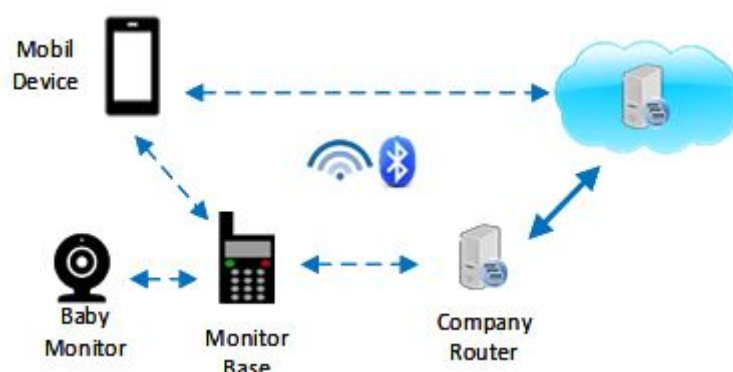 Mobil
Device
Baby
Monitor
Monitor
Base
Company
Router